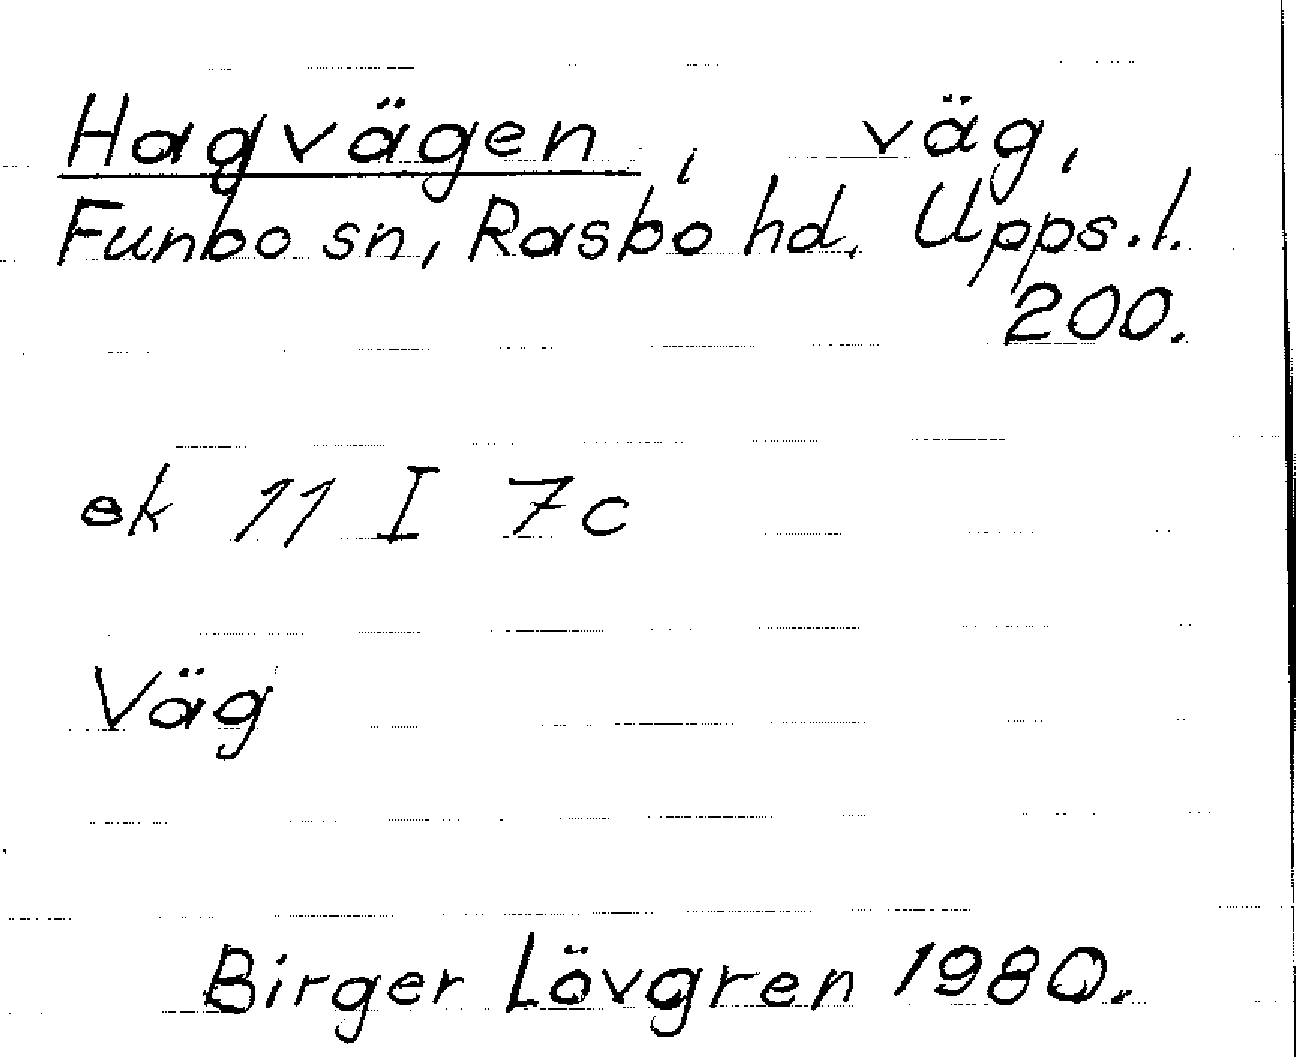 Hagvägen, väg,
Funbo sn, Rasbo hd, Upps.l.
200.
ek 11 I 7c
Väg
Birger Lövgren 1980.